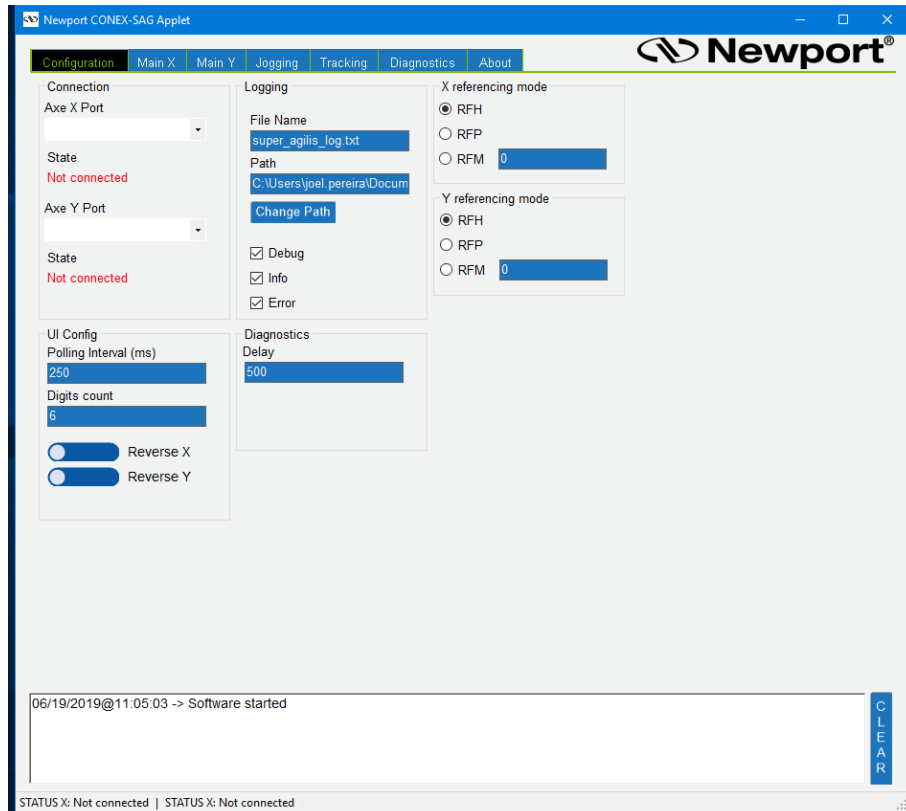 Newport CONEX-SAG Applet
Newport®
Configuration Main X Main Y Jogging Tracking Diagnostics About
Connection
Axe X Port
State
Not connected
Axe Y Port
State
Not connected
Logging
File Name
super_agilis_log.txt
Path
C:\Users\joel.pereira\Docum
Change Path
Debug
Info
Error
X referencing mode
RFH
RFP
RFM 0
Y referencing mode
RFH
RFP
RFM 0
UI Config
Polling Interval (ms)
250
Digits count
6
Reverse X
Reverse Y
Diagnostics
Delay
500
06/19/2019@11:05:03 -> Software started
CLEAR
STATUS X: Not connected | STATUS X: Not connected